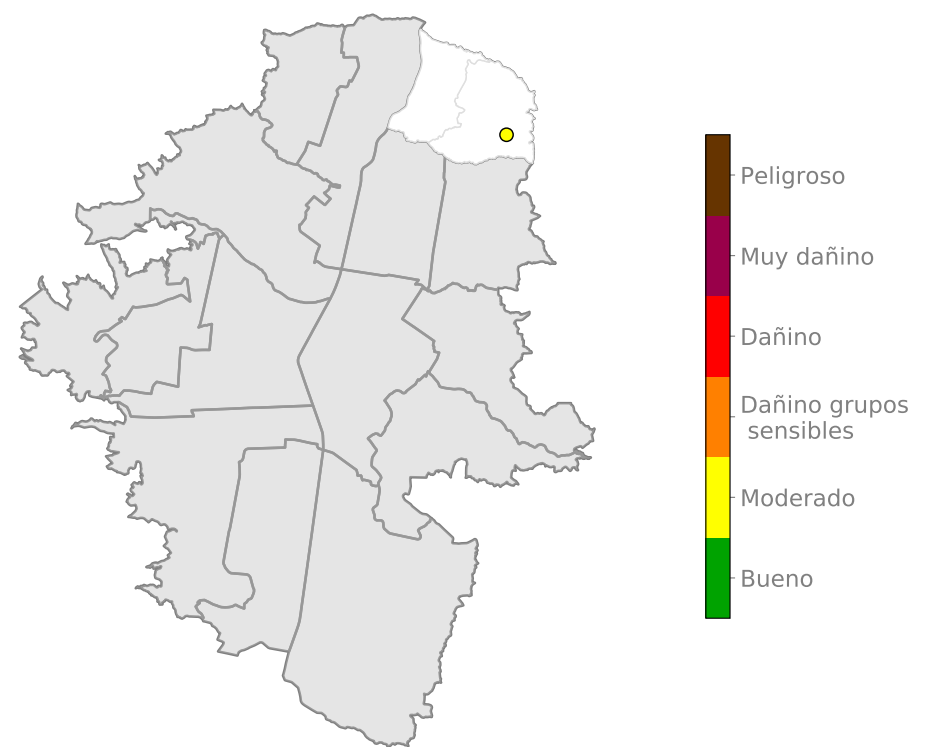 Peligroso
Muy dañino
Dañino
Dañino grupos
sensibles
Moderado
Bueno